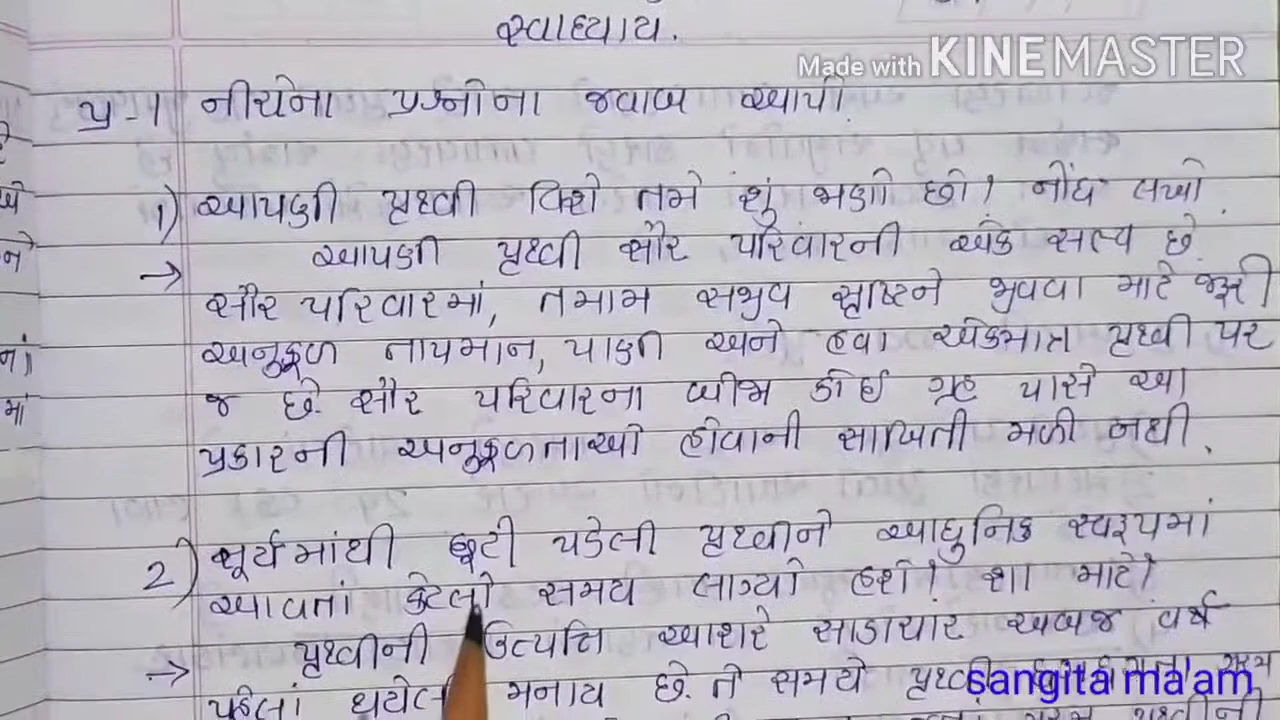 સ્વાધ્યાય.
Made with KINEMASTER
પ્ર-1 નીચેના પ્રશ્નોના જવાબ આપો.
1) આપણી પૃથ્વી વિશે તમે શું જાણો છો? નોંધ લખો.
→ આપણી પૃથ્વી સૌર પરિવારની એક સભ્ય છે.
સૌર પરિવારમાં, તમામ સજીવ સૃષ્ટિને જીવવા માટે જરૂરી
અનુકૂળ તાપમાન, પાણી અને હવા એકમાત્ર પૃથ્વી પર
જ છે. સૌર પરિવારના બીજા કોઈ ગ્રહ પાસે આ
પ્રકારની અનુકૂળતાઓ હોવાની સાબિતી મળી નથી.
2) સૂર્યમાંથી છૂટી પડેલી પૃથ્વીને આધુનિક સ્વરૂપમાં
આવતાં કેટલો સમય લાગ્યો હશે? શા માટે?
→ પૃથ્વીની ઉત્પત્તિ આશરે સાડાચાર અબજ વર્ષ
પહેલાં થયેલી મનાય છે. તે સમયે પૃથ્વી
sangita ma'am